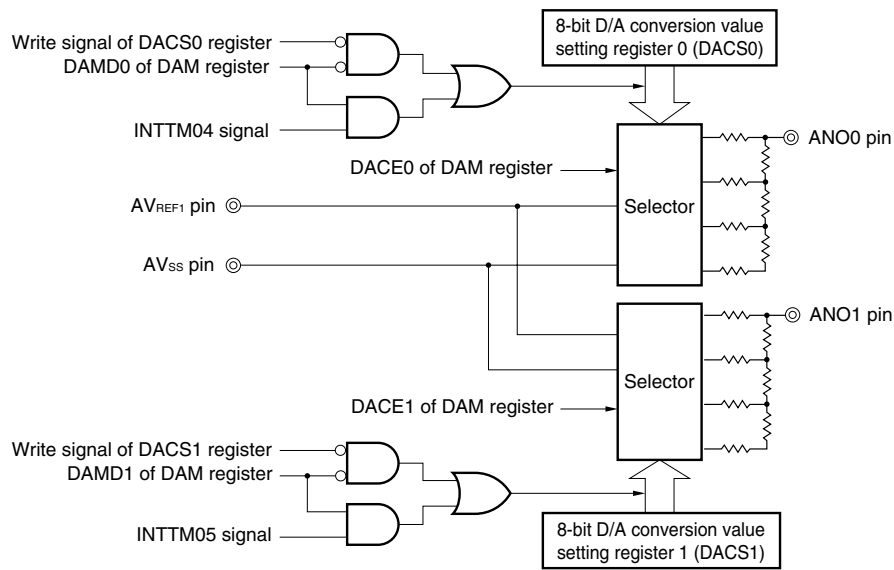 8-bit D/A conversion value
setting register 0 (DACS0)
Write signal of DACS0 register
DAMD0 of DAM register
INTTM04 signal
ANO0 pin
DACE0 of DAM register
AVREF1 pin
Selector
AVSS pin
ANO1 pin
Selector
DACE1 of DAM register
Write signal of DACS1 register
DAMD1 of DAM register
INTTM05 signal
8-bit D/A conversion value
setting register 1 (DACS1)